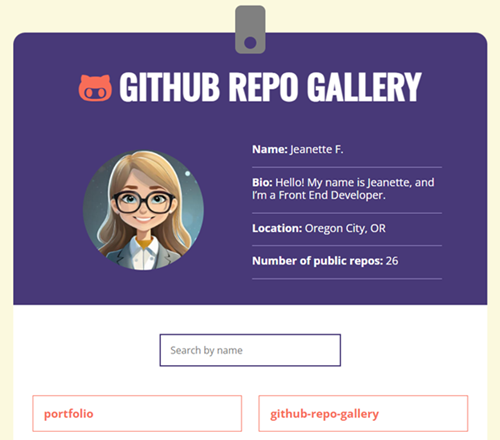 GITHUB REPO GALLERY
Name: Jeanette F.
Bio: Hello! My name is Jeanette, and
I'm a Front End Developer.
Location: Oregon City, OR
Number of public repos: 26
Search by name
portfolio
github-repo-gallery